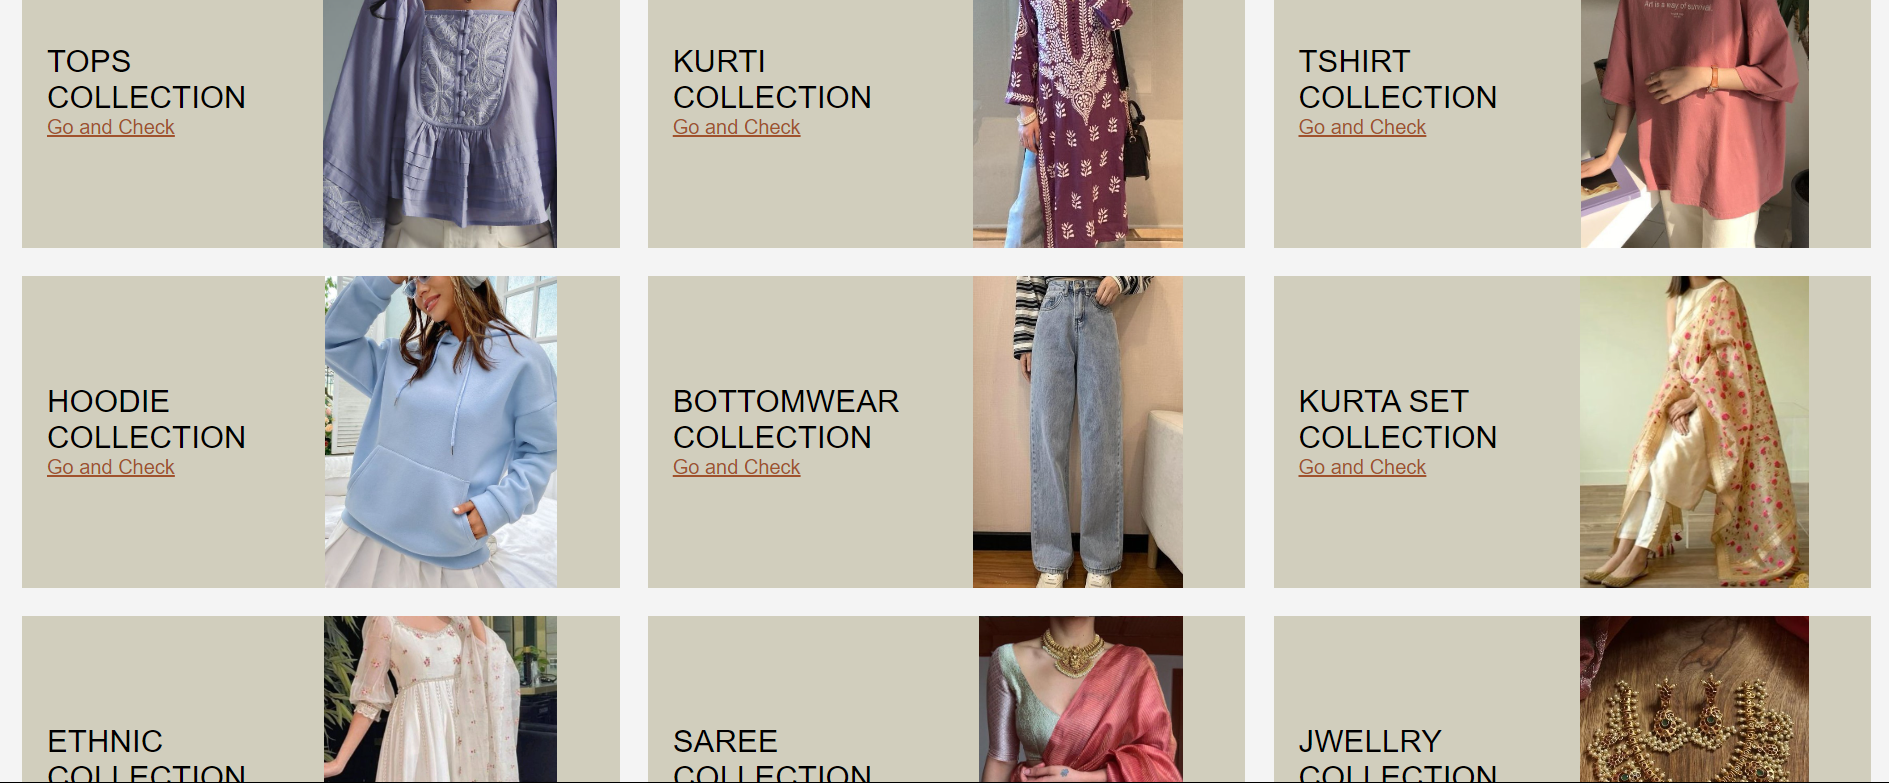 Art is a way of survival.
TOPS
COLLECTION
Go and Check
KURTI
COLLECTION
Go and Check
TSHIRT
COLLECTION
Go and Check
HOODIE
COLLECTION
Go and Check
BOTTOMWEAR
COLLECTION
Go and Check
KURTA SET
COLLECTION
Go and Check
ETHNIC
COLLECTION
SAREE
COLLECTION
JWELLRY
COLLECTION